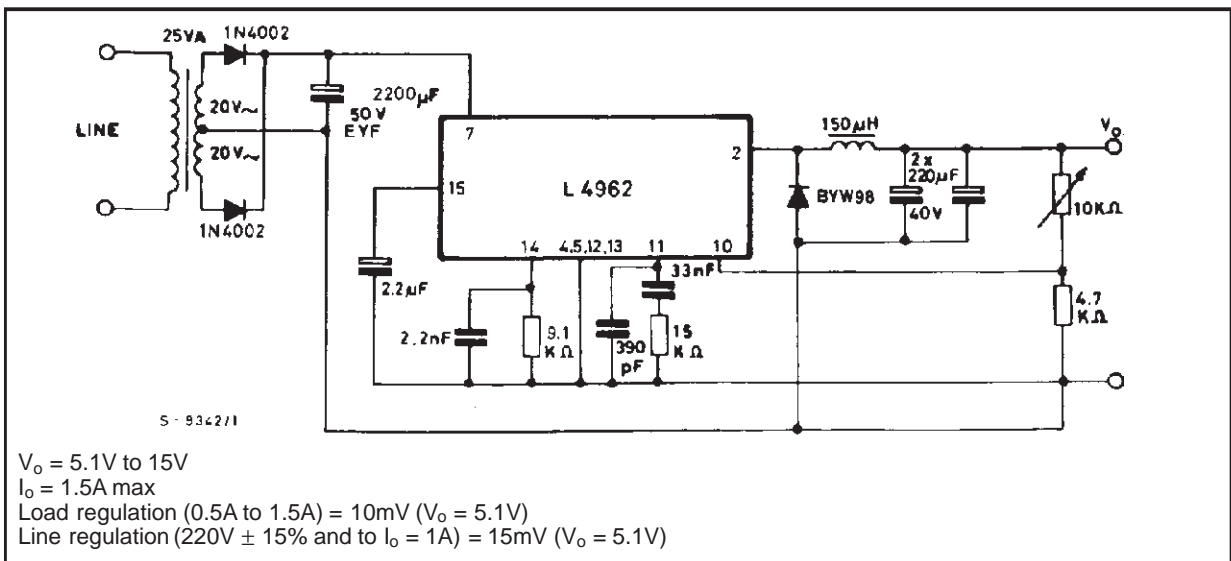 25VA 1N4002
20V~
20V~
LINE
1N4002
2200µF
50V
EYF
7
15
L 4962
2
14
4,5,12,13
11
10
150µH
BYW98
2x
220µF
40V
Vo
10KΩ
4.7
KΩ
2.2µF
2.2nF
9.1
KΩ
390
pF
33nF
15
KΩ
S-9342/1
Vo = 5.1V to 15V
Io = 1.5A max
Load regulation (0.5A to 1.5A) = 10mV (Vo = 5.1V)
Line regulation (220V ± 15% and to Io = 1A) = 15mV (Vo = 5.1V)